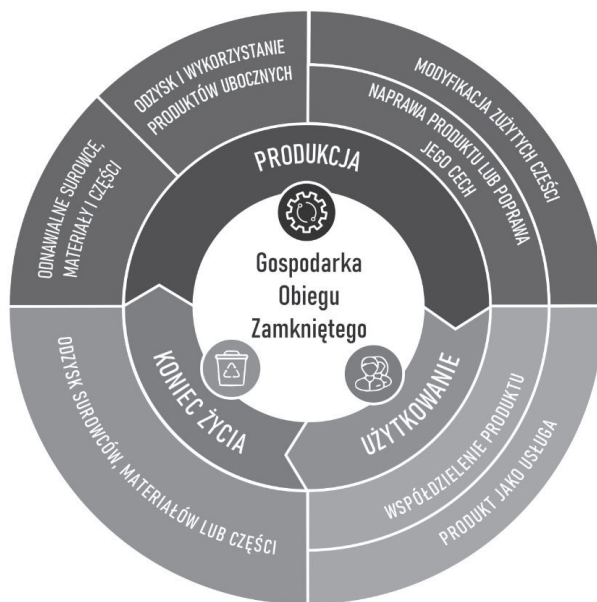 ODZYSK I WYKORZYSTANIE
PRODUKTÓW UBOCZNYCH
MODYFIKACJA ZUŻYTYCH CZEŚCI
NAPRAWA PRODUKTU LUB POPRAWA
JEGO CECH
ODNAWIALNE SUROWCE,
MATERIAŁY I CZĘŚCI
PRODUKCJA
Gospodarka
Obiegu
Zamkniętego
KONIEC ŻYCIA
UŻYTKOWANIE
ODZYSK SUROWCÓW, MATERIAŁÓW LUB CZĘŚCI
WSPÓŁDZIELENIE PRODUKTU
PRODUKT JAKO USŁUGA